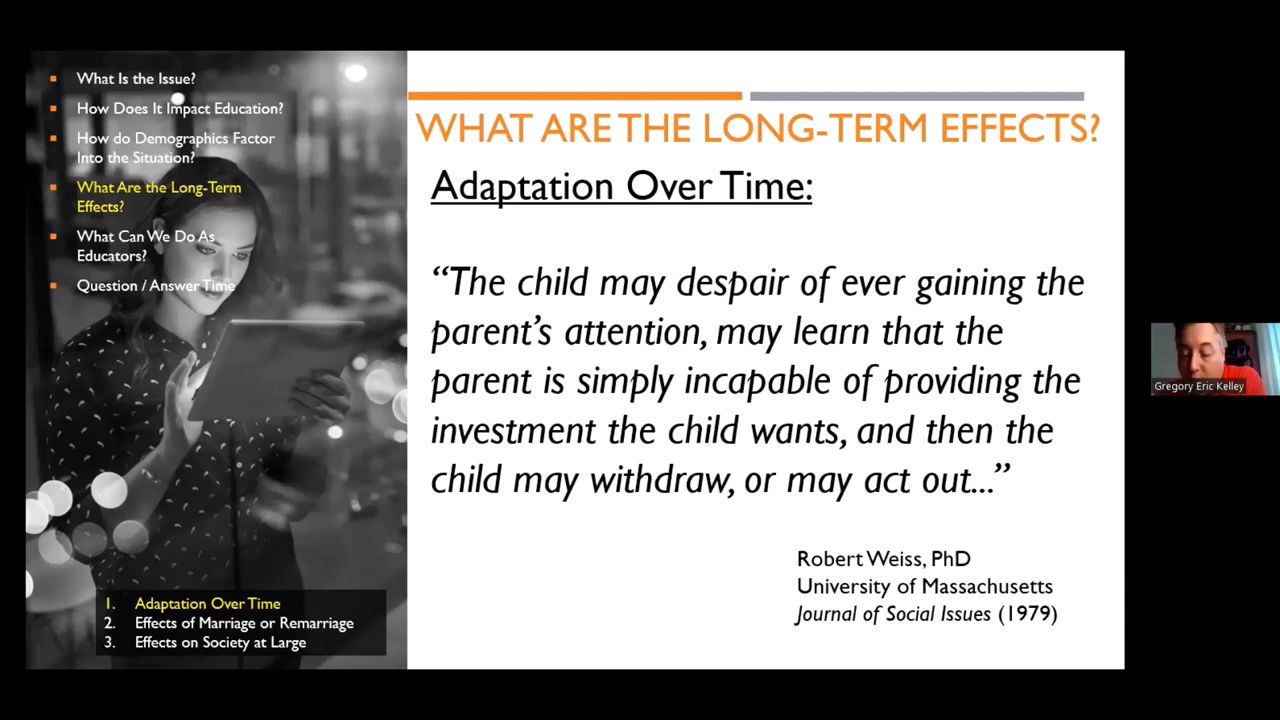 What Is the Issue?
How Does It Impact Education?
How do Demographics Factor
Into the Situation?
What Are the Long-Term
Effects?
What Can We Do As
Educators?
Question / Answer Time
1. Adaptation Over Time
2. Effects of Marriage or Remarriage
3. Effects on Society at Large
WHAT ARE THE LONG-TERM EFFECTS?
Adaptation Over Time:
“The child may despair of ever gaining the
parent’s attention, may learn that the
parent is simply incapable of providing the
investment the child wants, and then the
child may withdraw, or may act out...”
Robert Weiss, PhD
University of Massachusetts
Journal of Social Issues (1979)
Gregory Eric Kelley